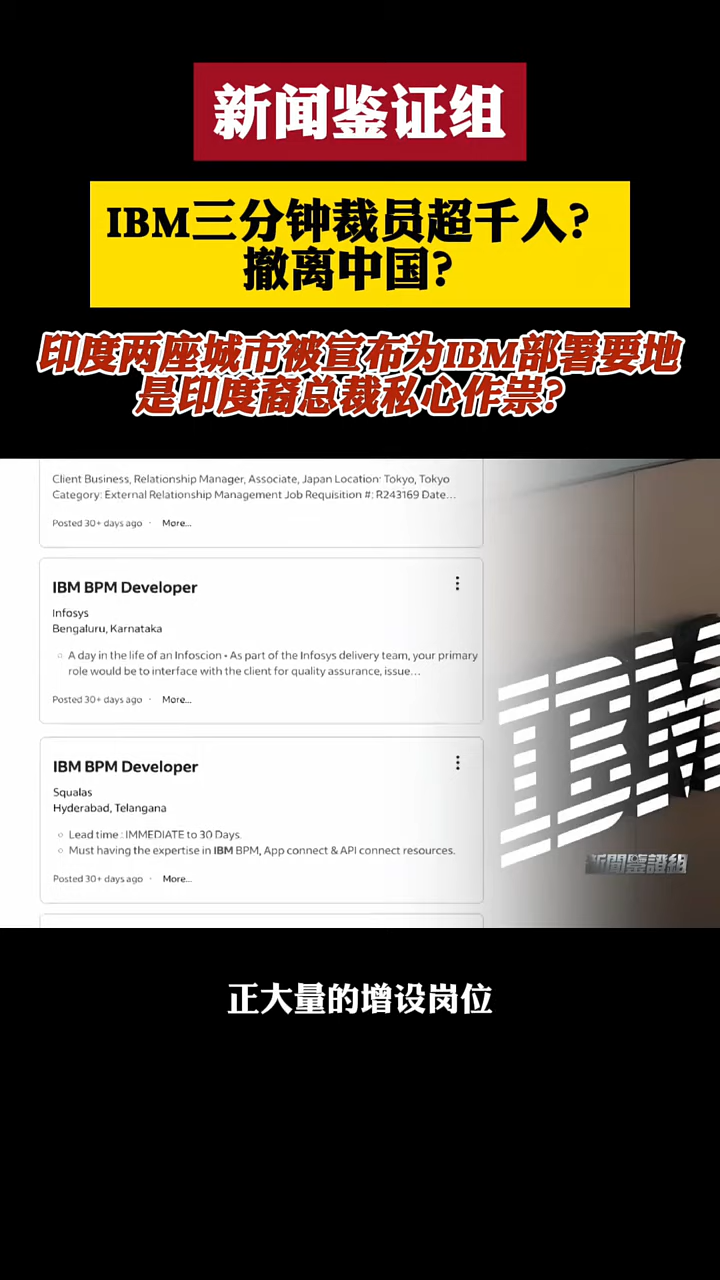 新闻鉴证组
IBM三分钟裁员超千人?
撤离中国?
印度两座城市被宣布为IBM部署要地
是印度裔总裁私心作祟?
Client Business, Relationship Manager, Associate, Japan Location: Tokyo, Tokyo
Category: External Relationship Management Job Requisition #: R243169 Date...
Posted 30+ days ago · More...
IBM BPM Developer
Infosys
Bengaluru, Karnataka
A day in the life of an Infoscion • As part of the Infosys delivery team, your primary
role would be to interface with the client for quality assurance, issue...
Posted 30+ days ago · More...
IBM BPM Developer
Squalas
Hyderabad, Telangana
Lead time : IMMEDIATE to 30 Days.
Must having the expertise in IBM BPM, App connect & API connect resources.
Posted 30+ days ago · More...
IBM
新聞鑒證組
正大量的增设岗位